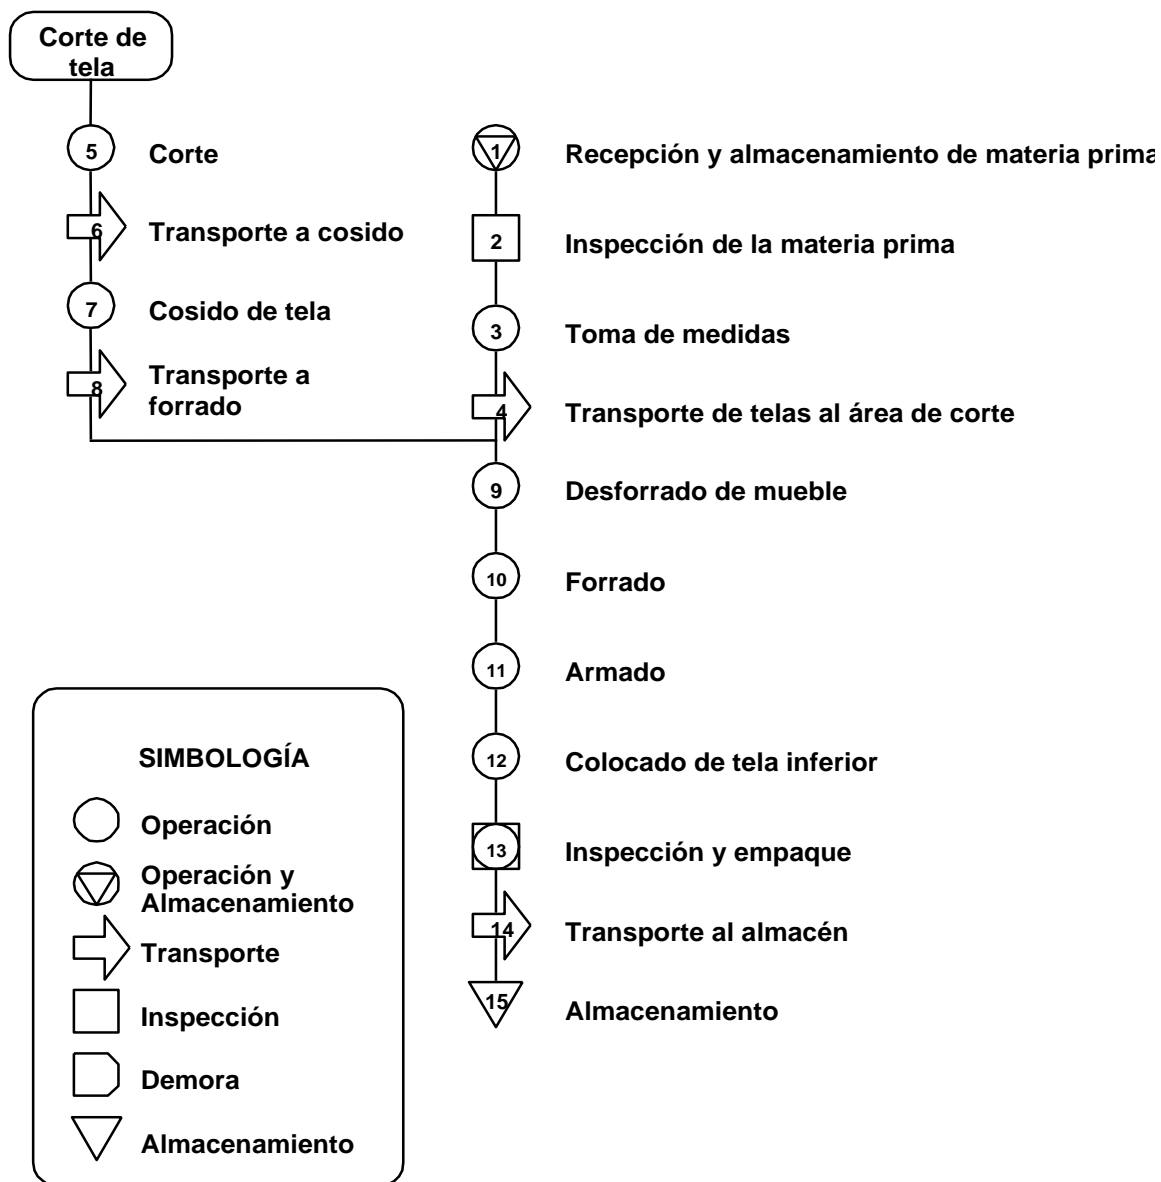 Corte de
tela
5
Corte
6
Transporte a cosido
7
Cosido de tela
8
Transporte a
forrado
1
Recepción y almacenamiento de materia prima
2
Inspección de la materia prima
3
Toma de medidas
4
Transporte de telas al área de corte
9
Desforrado de mueble
10
Forrado
11
Armado
12
Colocado de tela inferior
13
Inspección y empaque
14
Transporte al almacén
15
Almacenamiento
SIMBOLOGÍA
Operación
Operación y
Almacenamiento
Transporte
Inspección
Demora
Almacenamiento